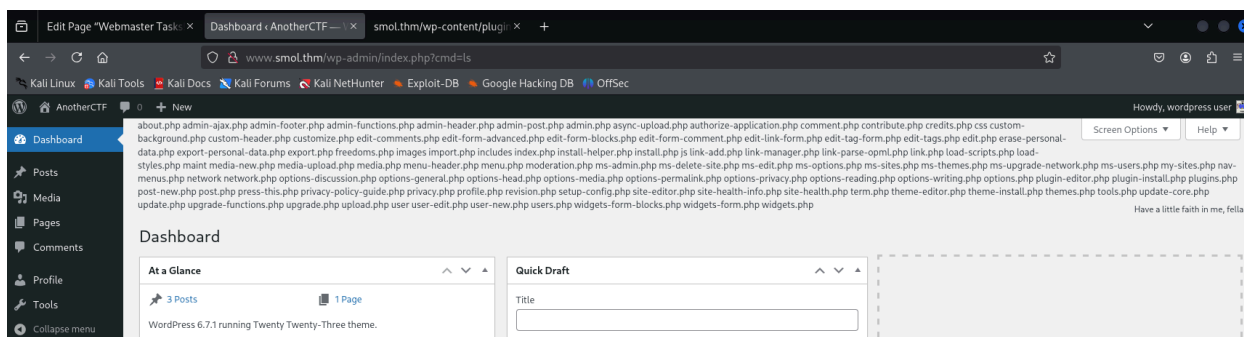 Edit Page “Webmaster Tasks
Dashboard ‹ AnotherCTF — \
smol.thm/wp-content/plugin
www.smol.thm/wp-admin/index.php?cmd=ls
Kali Linux Kali Tools Kali Docs Kali Forums Kali NetHunter Exploit-DB Google Hacking DB OffSec
AnotherCTF 0 + New Howdy, wordpress user
about.php admin-ajax.php admin-footer.php admin-functions.php admin-header.php admin-post.php admin.php async-upload.php authorize-application.php comment.php contribute.php credits.php css custom-
background.php custom-header.php customize.php edit-comments.php edit-form-advanced.php edit-form-blocks.php edit-form-comment.php edit-link-form.php edit-tag-form.php edit-tags.php edit.php erase-personal-
data.php export-personal-data.php export.php freedoms.php images import.php includes index.php install-helper.php install.php js link-add.php link-manager.php link-parse-opml.php link.php load-scripts.php load-
styles.php maint media-new.php media-upload.php media.php menu-header.php menu.php moderation.php ms-admin.php ms-delete-site.php ms-edit.php ms-options.php ms-sites.php ms-themes.php ms-upgrade-network.php ms-users.php my-sites.php nav-
menus.php network network.php options-discussion.php options-general.php options-head.php options-media.php options-permalink.php options-privacy.php options-reading.php options-writing.php options.php plugin-editor.php plugin-install.php plugins.php
post-new.php post.php press-this.php privacy-policy-guide.php privacy.php profile.php revision.php setup-config.php site-editor.php site-health-info.php site-health.php term.php theme-editor.php theme-install.php themes.php tools.php update-core.php
update.php upgrade-functions.php upgrade.php upload.php user user-edit.php user-new.php users.php widgets-form-blocks.php widgets-form.php widgets.php
Screen Options Help
Have a little faith in me, fella
Dashboard
Posts
Media
Pages
Comments
Profile
Tools
Collapse menu
Dashboard
At a Glance
3 Posts 1 Page
WordPress 6.7.1 running Twenty Twenty-Three theme.
Quick Draft
Title